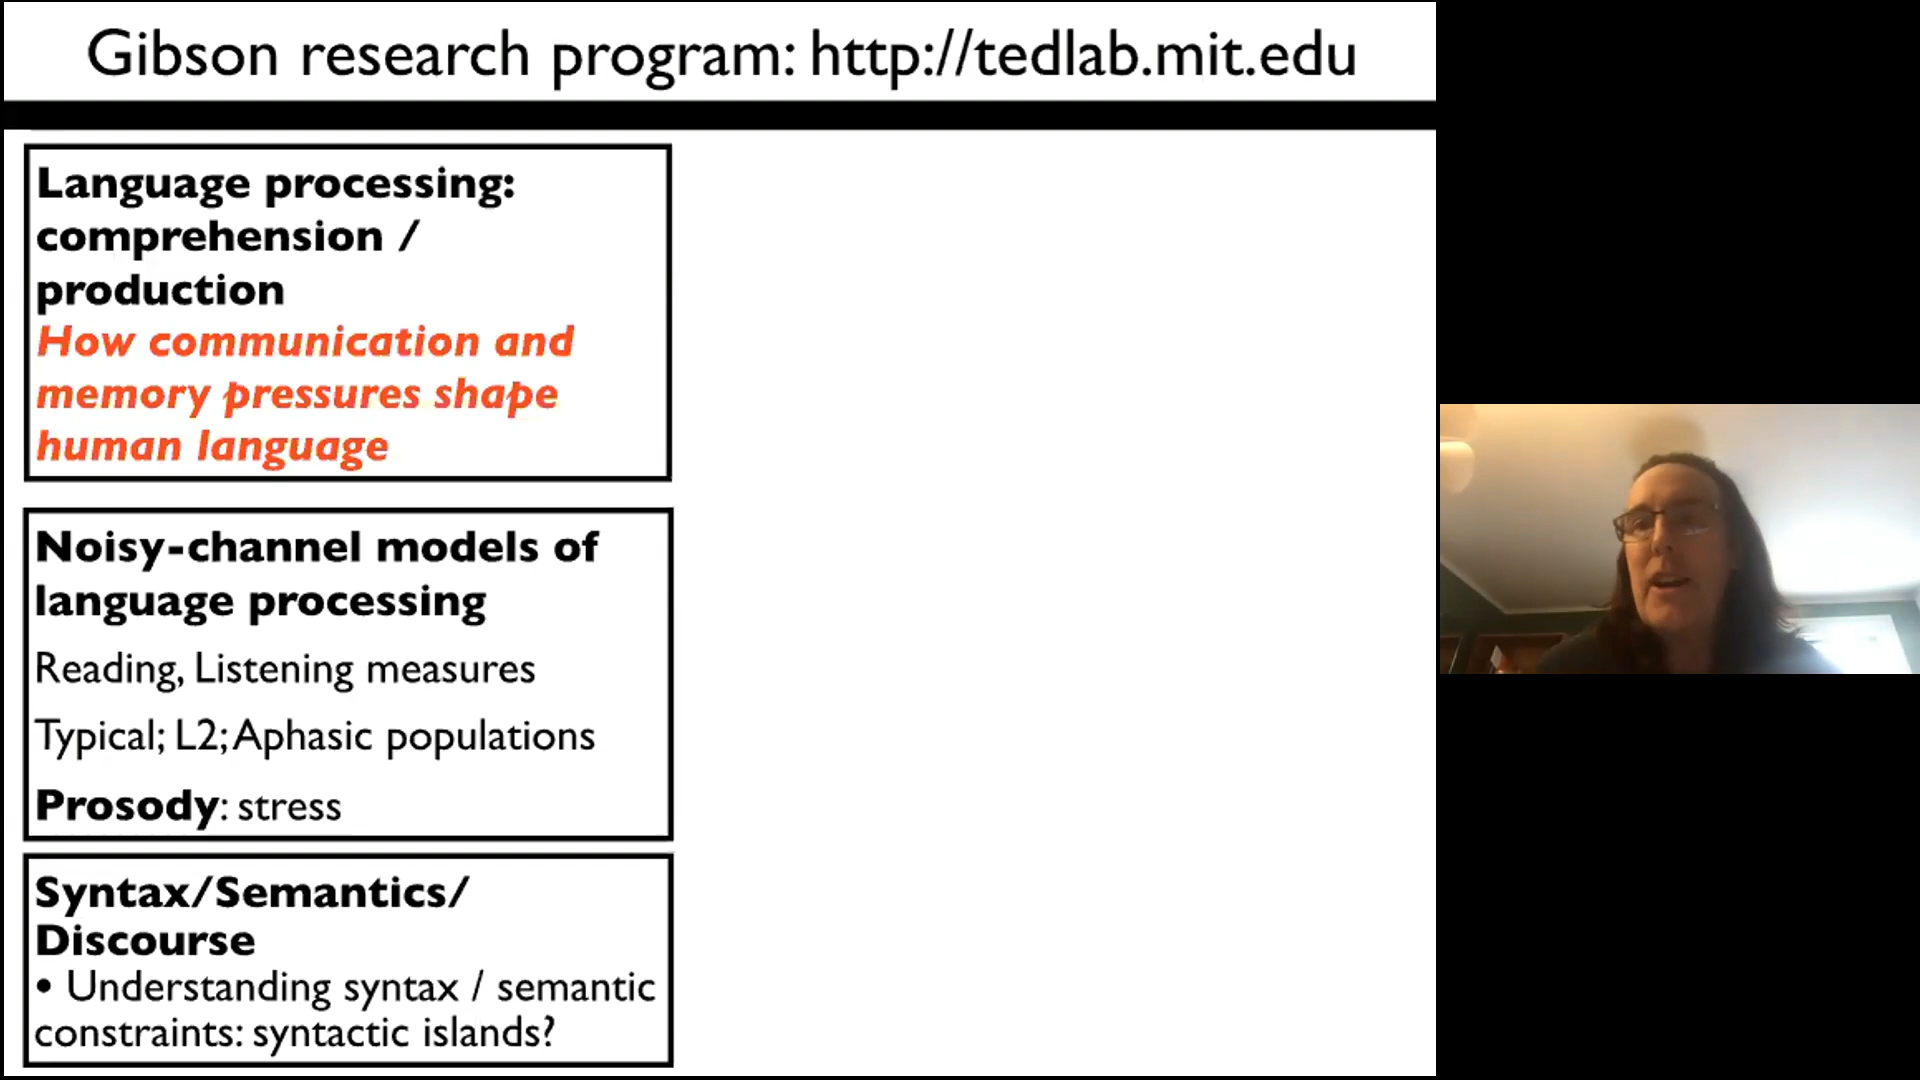 Gibson research program: http://tedlab.mit.edu
Language processing:
comprehension /
production
How communication and
memory pressures shape
human language
Noisy-channel models of
language processing
Reading, Listening measures
Typical; L2; Aphasic populations
Prosody: stress
Syntax/Semantics/
Discourse
• Understanding syntax / semantic
constraints: syntactic islands?